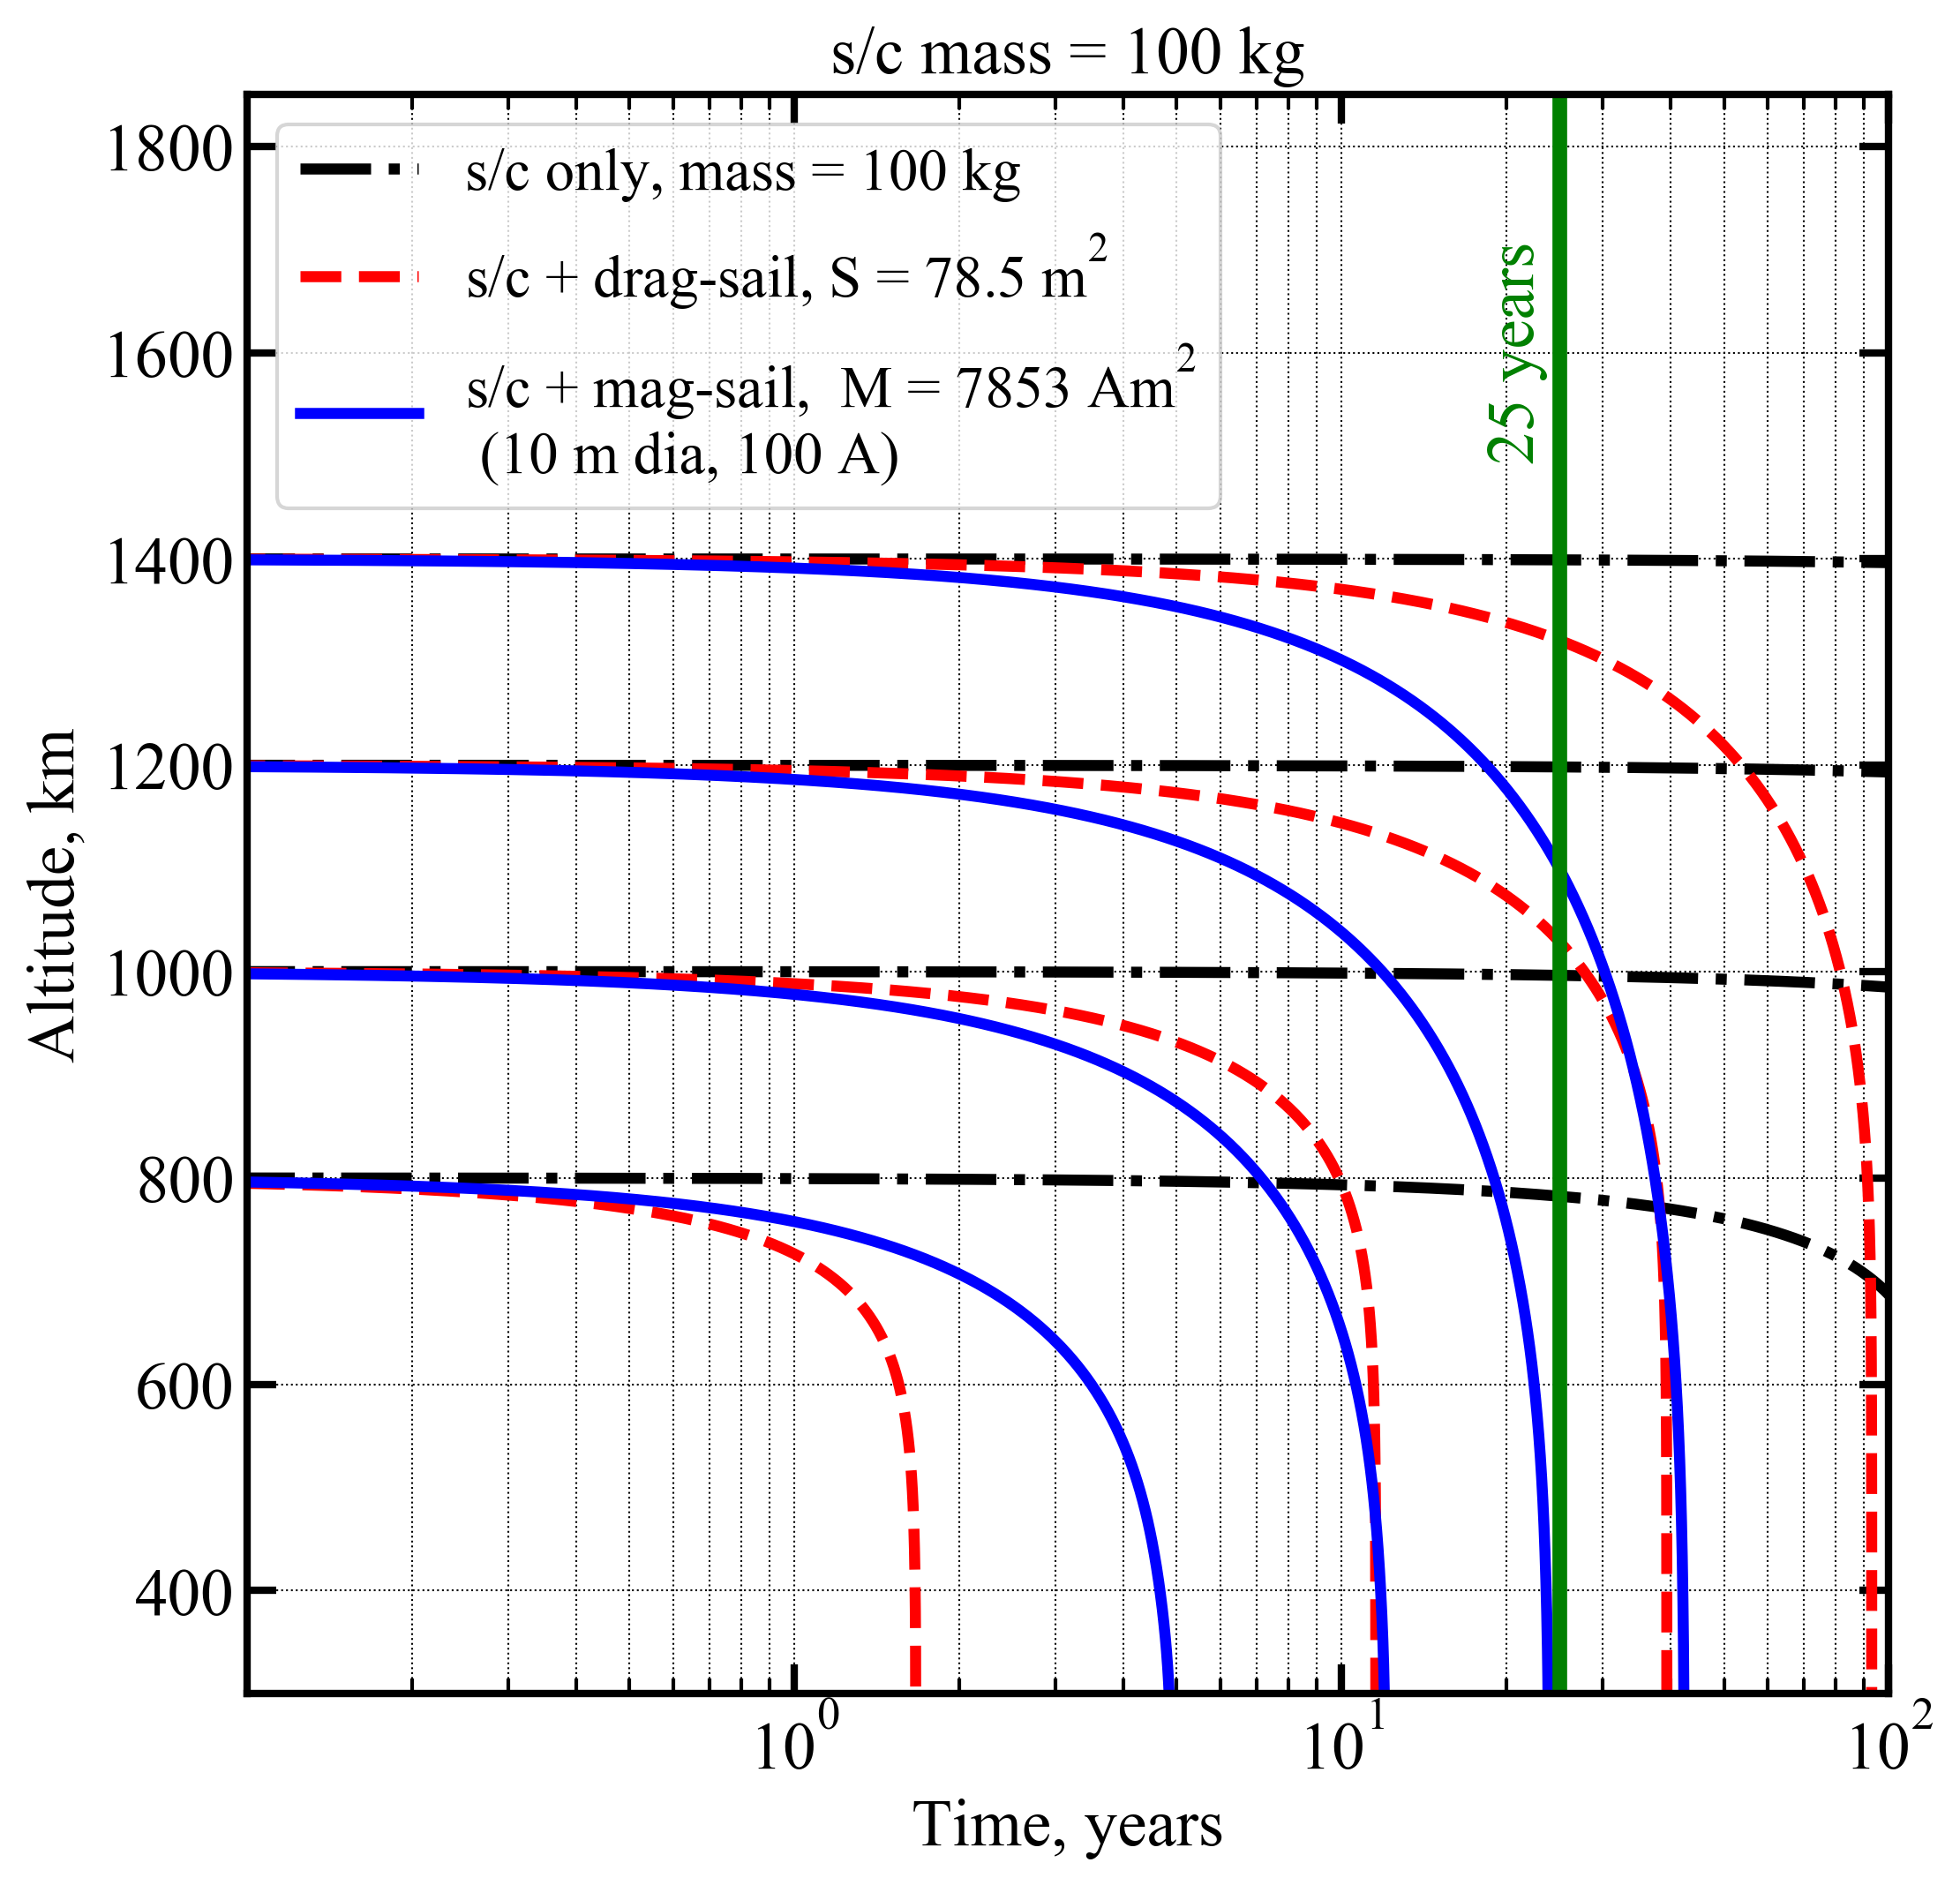 s/c mass = 100 kg
s/c only, mass = 100 kg
s/c + drag-sail, S = 78.5 m²
s/c + mag-sail, M = 7853 Am²
(10 m dia, 100 A)
25 years
1800
1600
1400
1200
1000
800
600
400
Altitude, km
10⁰
10¹
10²
Time, years